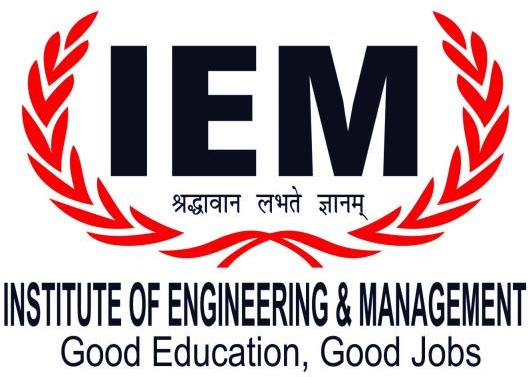 IEM
श्रद्धावान लभते ज्ञानम्
INSTITUTE OF ENGINEERING & MANAGEMENT
Good Education, Good Jobs